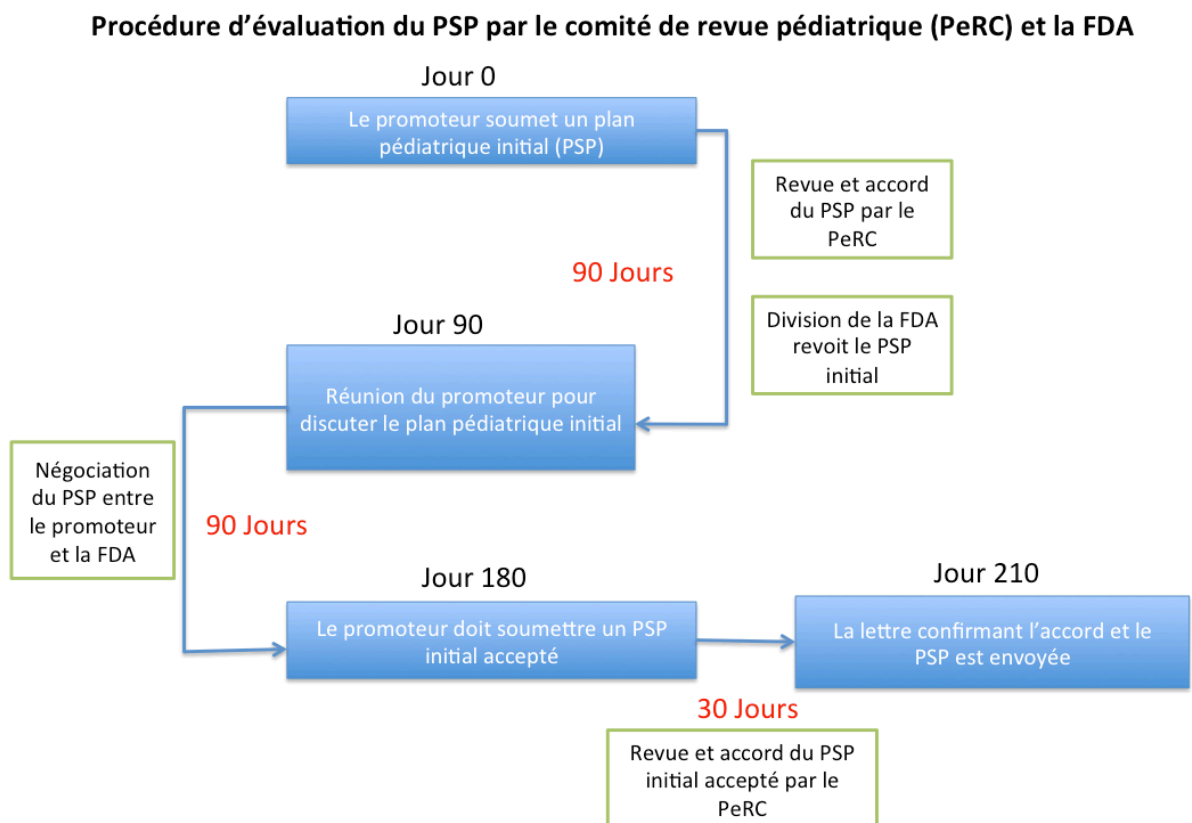 Procédure d'évaluation du PSP par le comité de revue pédiatrique (PeRC) et la FDA
Jour 0
Le promoteur soumet un plan
pédiatrique initial (PSP)
Revue et accord
du PSP par le
PeRC
90 Jours
Division de la FDA
revoit le PSP
initial
Jour 90
Réunion du promoteur pour
discuter le plan pédiatrique initial
Négociation
du PSP entre
le promoteur
et la FDA
90 Jours
Jour 180
Le promoteur doit soumettre un PSP
initial accepté
Jour 210
La lettre confirmant l'accord et le
PSP est envoyée
30 Jours
Revue et accord du PSP
initial accepté par le
PeRC